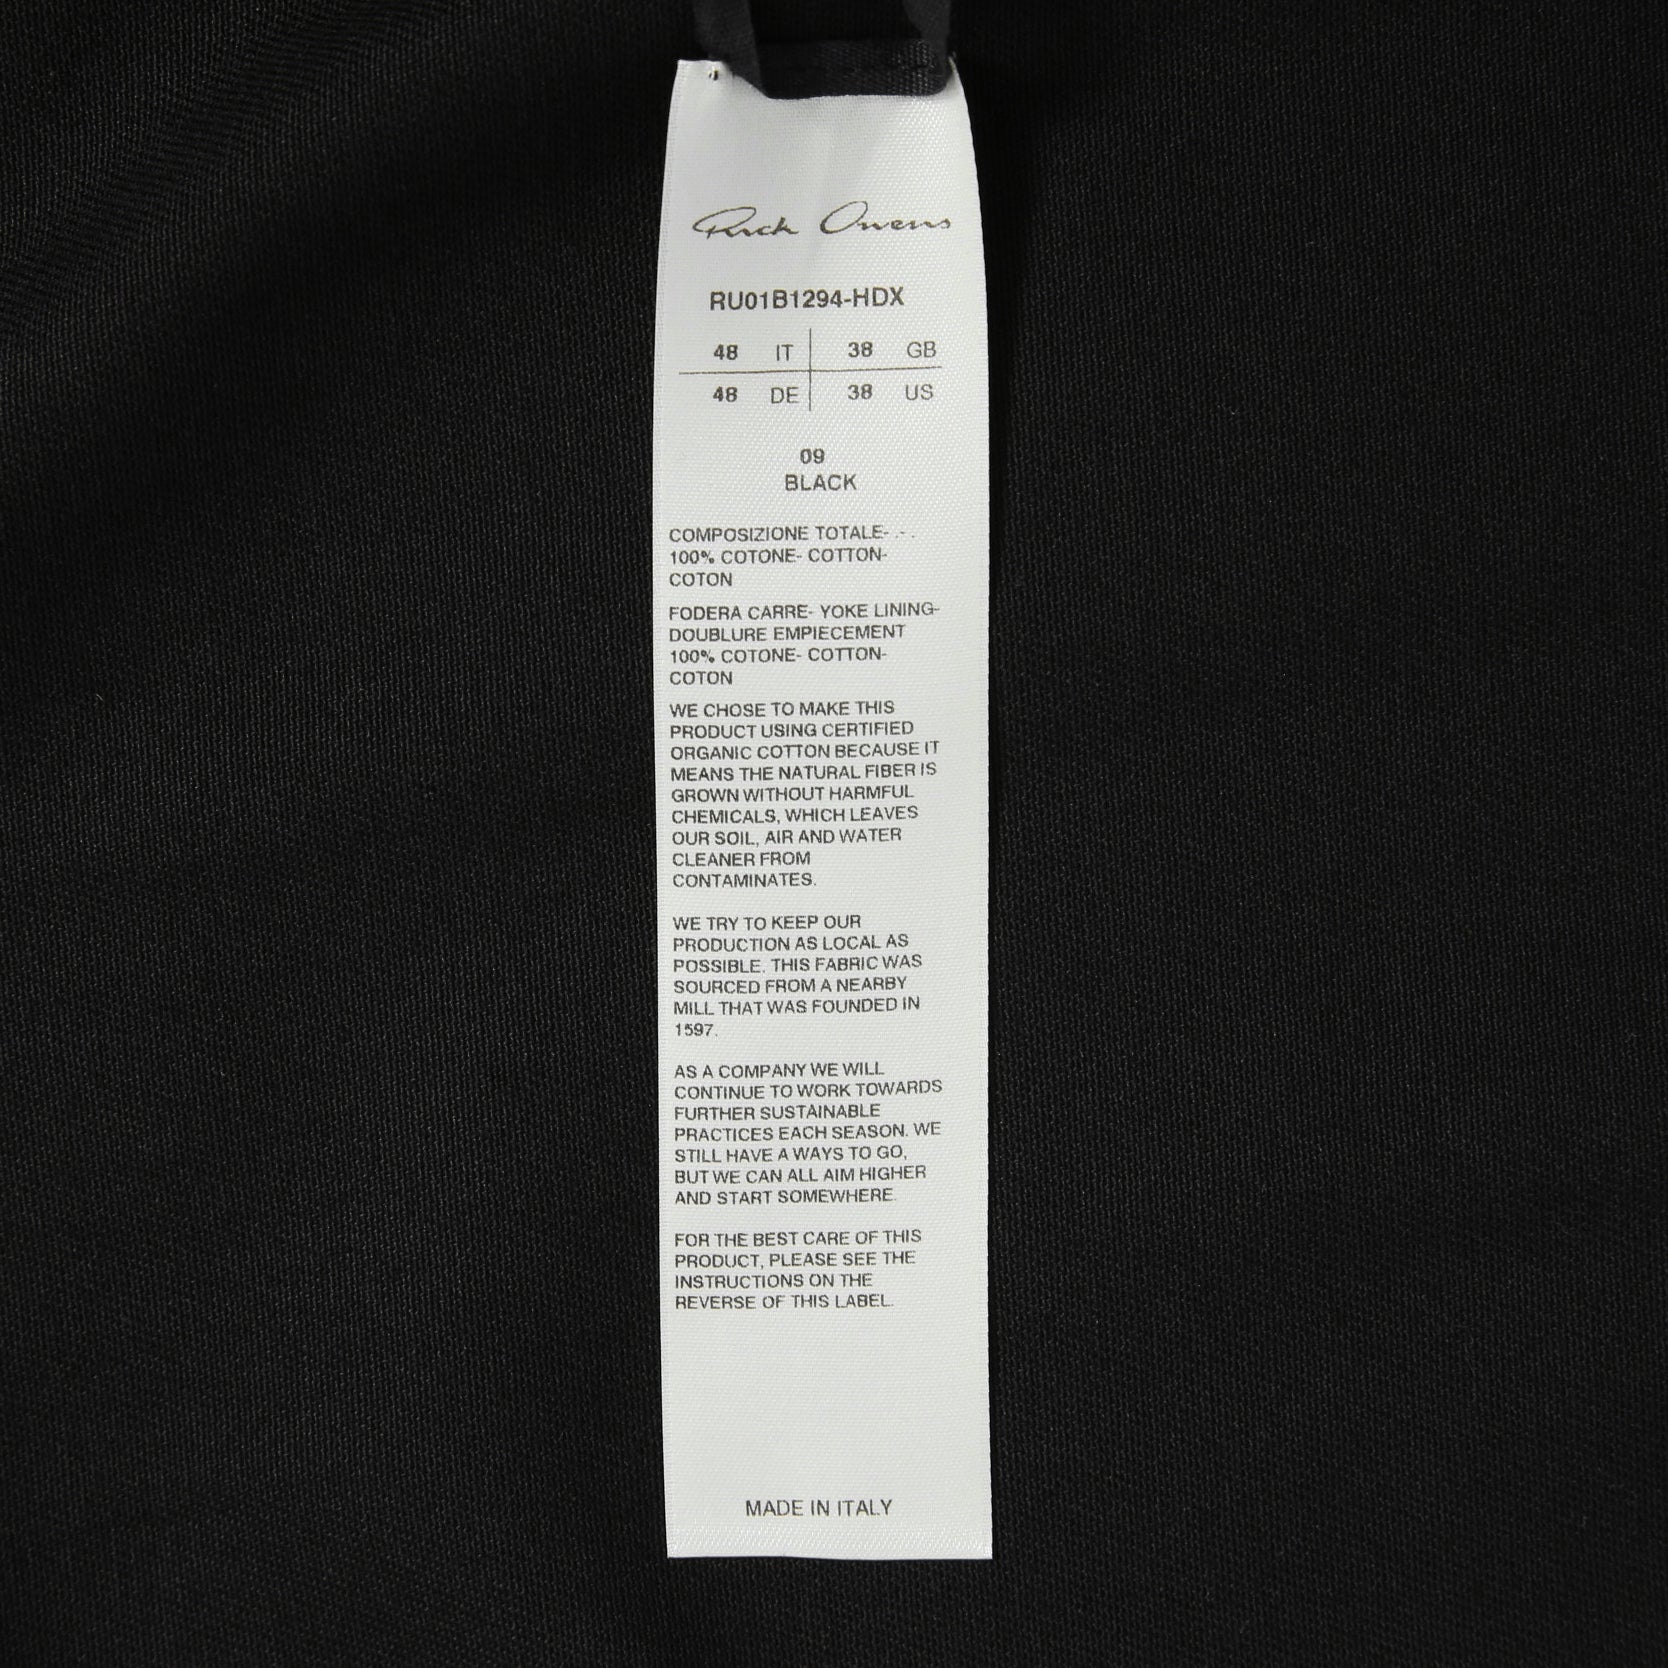 Rick Owens
RU01B1294-HDX
48 IT 38 GB
48 DE 38 US
09
BLACK
COMPOSIZIONE TOTALE- .- .
100% COTONE- COTTON-
COTON
FODERA CARRE- YOKE LINING-
DOUBLURE EMPIECEMENT
100% COTONE- COTTON-
COTON
WE CHOSE TO MAKE THIS
PRODUCT USING CERTIFIED
ORGANIC COTTON BECAUSE IT
MEANS THE NATURAL FIBER IS
GROWN WITHOUT HARMFUL
CHEMICALS, WHICH LEAVES
OUR SOIL, AIR AND WATER
CLEANER FROM
CONTAMINATES.
WE TRY TO KEEP OUR
PRODUCTION AS LOCAL AS
POSSIBLE. THIS FABRIC WAS
SOURCED FROM A NEARBY
MILL THAT WAS FOUNDED IN
1597.
AS A COMPANY WE WILL
CONTINUE TO WORK TOWARDS
FURTHER SUSTAINABLE
PRACTICES EACH SEASON. WE
STILL HAVE A WAYS TO GO,
BUT WE CAN ALL AIM HIGHER
AND START SOMEWHERE.
FOR THE BEST CARE OF THIS
PRODUCT, PLEASE SEE THE
INSTRUCTIONS ON THE
REVERSE OF THIS LABEL.
MADE IN ITALY